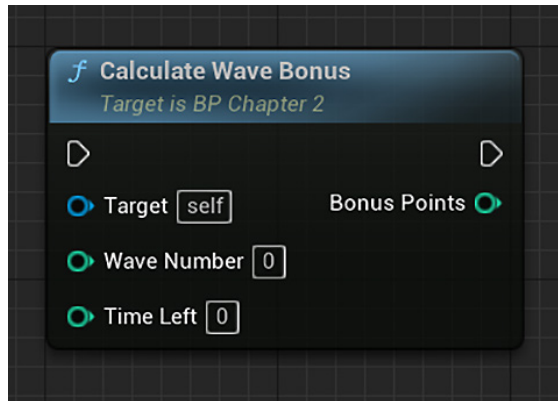 f Calculate Wave Bonus
Target is BP Chapter 2
Target self
Bonus Points
Wave Number 0
Time Left 0